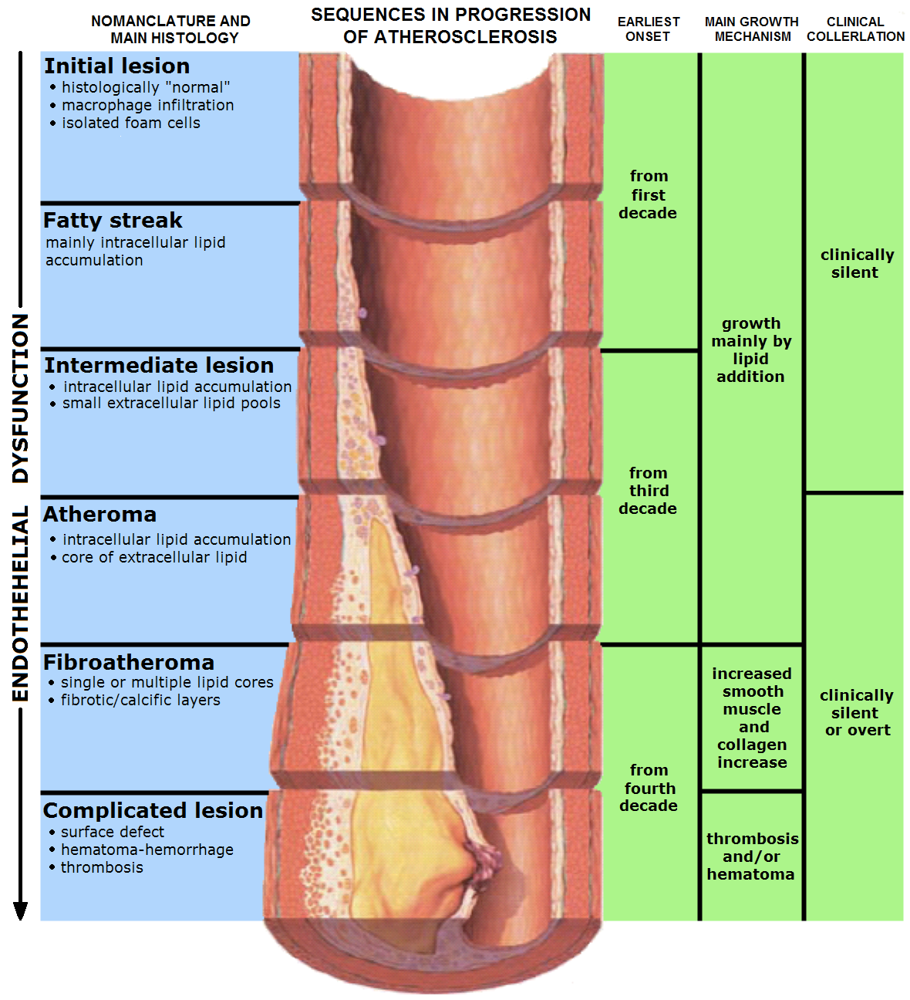 NOMANCLATURE AND
MAIN HISTOLOGY
SEQUENCES IN PROGRESSION
OF ATHEROSCLEROSIS
EARLIEST
ONSET
MAIN GROWTH
MECHANISM
CLINICAL
COLLERLATION
ENDOTHEHELIAL DYSFUNCTION
Initial lesion
• histologically "normal"
• macrophage infiltration
• isolated foam cells
Fatty streak
mainly intracellular lipid
accumulation
Intermediate lesion
• intracellular lipid accumulation
• small extracellular lipid pools
Atheroma
• intracellular lipid accumulation
• core of extracellular lipid
Fibroatheroma
• single or multiple lipid cores
• fibrotic/calcific layers
Complicated lesion
• surface defect
• hematoma-hemorrhage
• thrombosis
from
first
decade
from
third
decade
from
fourth
decade
growth
mainly by
lipid
addition
increased
smooth
muscle
and
collagen
increase
thrombosis
and/or
hematoma
clinically
silent
clinically
silent
or overt